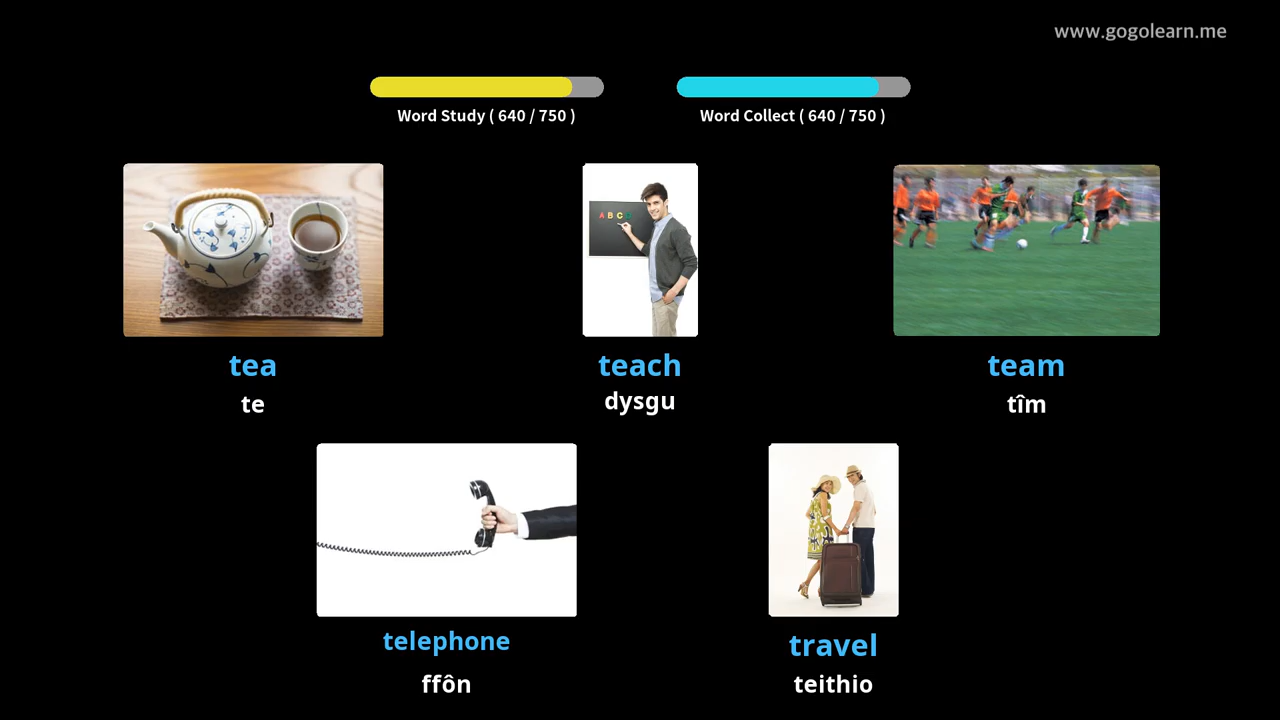 www.gogolearn.me
Word Study ( 640 / 750 )
Word Collect ( 640 / 750 )
A B C D
tea
teach
team
te
dysgu
tîm
telephone
travel
ffôn
teithio